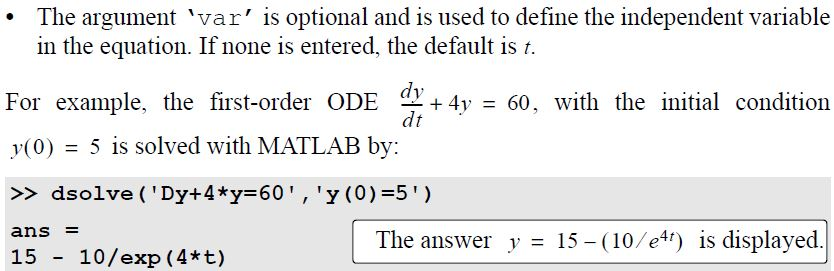 • The argument ‘var’ is optional and is used to define the independent variable
in the equation. If none is entered, the default is t.
For example, the first-order ODE dy/dt + 4y = 60, with the initial condition
y(0) = 5 is solved with MATLAB by:
>> dsolve('Dy+4*y=60','y(0)=5')
ans =
15 - 10/exp(4*t)
The answer y = 15 – (10/e⁴ᵗ) is displayed.